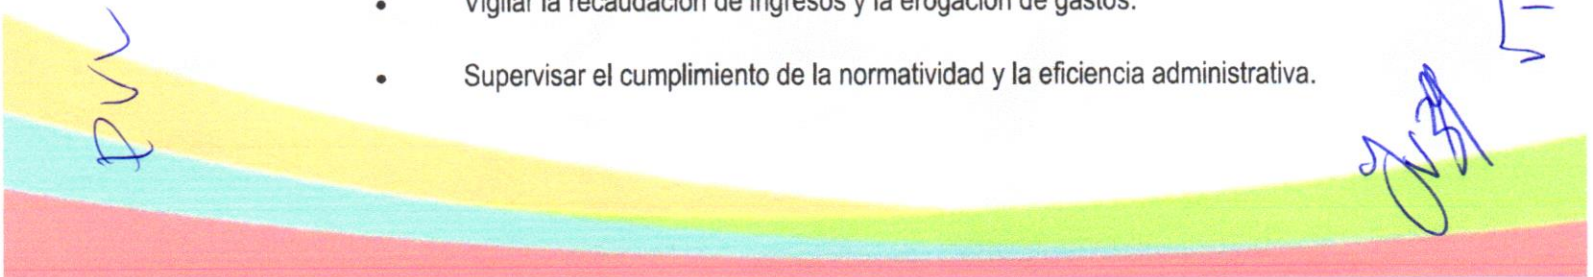 • Vigilar la recaudación de ingresos y la erogación de gastos.
• Supervisar el cumplimiento de la normatividad y la eficiencia administrativa.